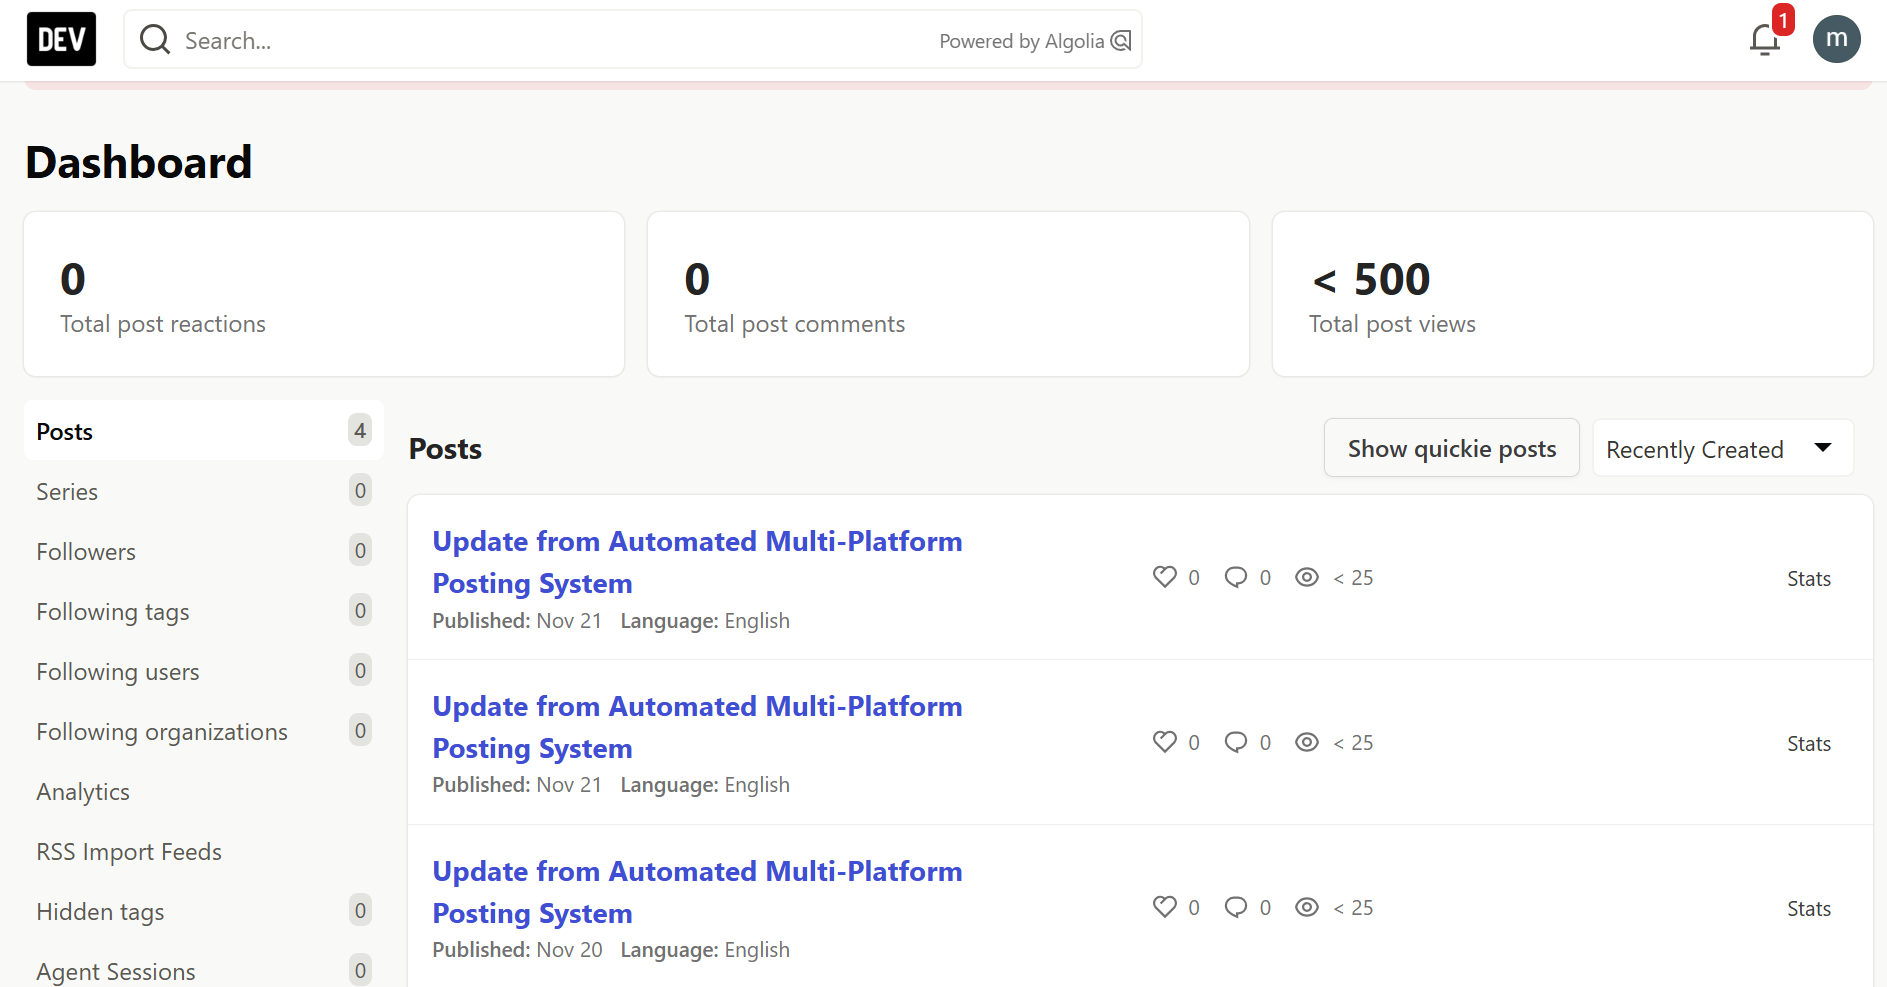 DEV
Search...
Powered by Algolia
1
m
Dashboard
0
Total post reactions
0
Total post comments
< 500
Total post views
Posts 4
Series 0
Followers 0
Following tags 0
Following users 0
Following organizations 0
Analytics
RSS Import Feeds
Hidden tags 0
Agent Sessions 0
Posts
Show quickie posts
Recently Created
Update from Automated Multi-Platform
Posting System
Published: Nov 21 Language: English
0 0 < 25
Stats
Update from Automated Multi-Platform
Posting System
Published: Nov 21 Language: English
0 0 < 25
Stats
Update from Automated Multi-Platform
Posting System
Published: Nov 20 Language: English
0 0 < 25
Stats